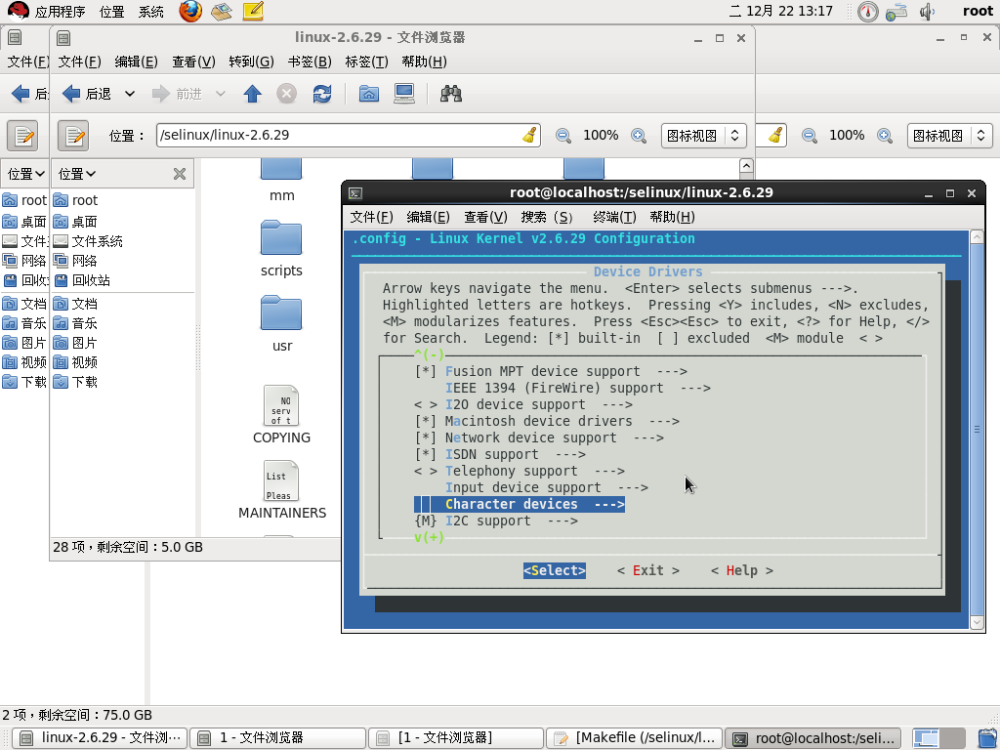 应用程序 位置 系统 二 12月 22 13:17 root
linux-2.6.29 - 文件浏览器
文件(F) 文件(F) 编辑(E) 查看(V) 转到(G) 书签(B) 标签(T) 帮助(H)
后 后退 前进
位置： /selinux/linux-2.6.29 100% 图标视图 100% 图标视图
位置 位置
root root
桌面 桌面
文件 文件系统
网络 网络
回收 回收站
文档 文档
音乐 音乐
图片 图片
视频 视频
下载 下载
mm
scripts
usr
NO
serv
of t
COPYING
List
Pleas
MAINTAINERS
28 项，剩余空间：5.0 GB
root@localhost:/selinux/linux-2.6.29
文件(F) 编辑(E) 查看(V) 搜索 (S) 终端(T) 帮助(H)
.config - Linux Kernel v2.6.29 Configuration
Device Drivers
Arrow keys navigate the menu.  <Enter> selects submenus --->.
Highlighted letters are hotkeys.  Pressing <Y> includes, <N> excludes,
<M> modularizes features.  Press <Esc><Esc> to exit, <?> for Help, </>
for Search.  Legend: [*] built-in  [ ] excluded  <M> module  < >
^(-)
[*] Fusion MPT device support  --->
IEEE 1394 (FireWire) support  --->
< > I2O device support  --->
[*] Macintosh device drivers  --->
[*] Network device support  --->
[*] ISDN support  --->
< > Telephony support  --->
Input device support  --->
Character devices  --->
{M} I2C support  --->
v(+)
<Select>    < Exit >    < Help >
2 项，剩余空间：75.0 GB
linux-2.6.29 - 文件浏··· 1 - 文件浏览器 [1 - 文件浏览器] [Makefile (/selinux/l... root@localhost:/seli...